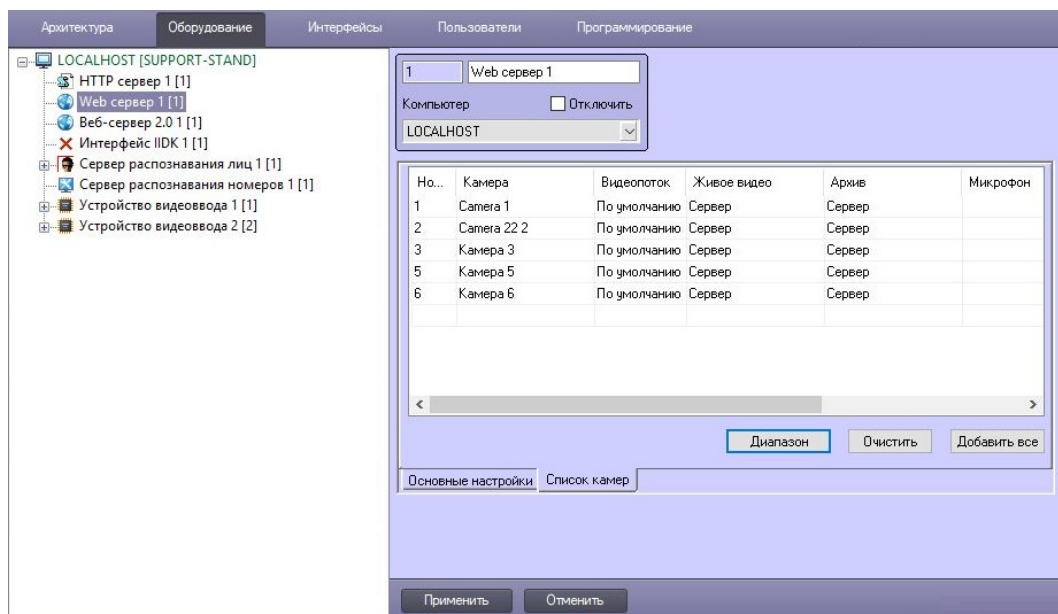 Архитектура Оборудование Интерфейсы Пользователи Программирование
LOCALHOST [SUPPORT-STAND]
HTTP сервер 1 [1]
Web сервер 1 [1]
Веб-сервер 2.0 1 [1]
Интерфейс IIDK 1 [1]
Сервер распознавания лиц 1 [1]
Сервер распознавания номеров 1 [1]
Устройство видеоввода 1 [1]
Устройство видеоввода 2 [2]
1 Web сервер 1
Компьютер Отключить
LOCALHOST
Но... Камера Видеопоток Живое видео Архив Микрофон
1 Camera 1 По умолчанию Сервер Сервер
2 Camera 22 2 По умолчанию Сервер Сервер
3 Камера 3 По умолчанию Сервер Сервер
5 Камера 5 По умолчанию Сервер Сервер
6 Камера 6 По умолчанию Сервер Сервер
Диапазон Очистить Добавить все
Основные настройки Список камер
Применить Отменить